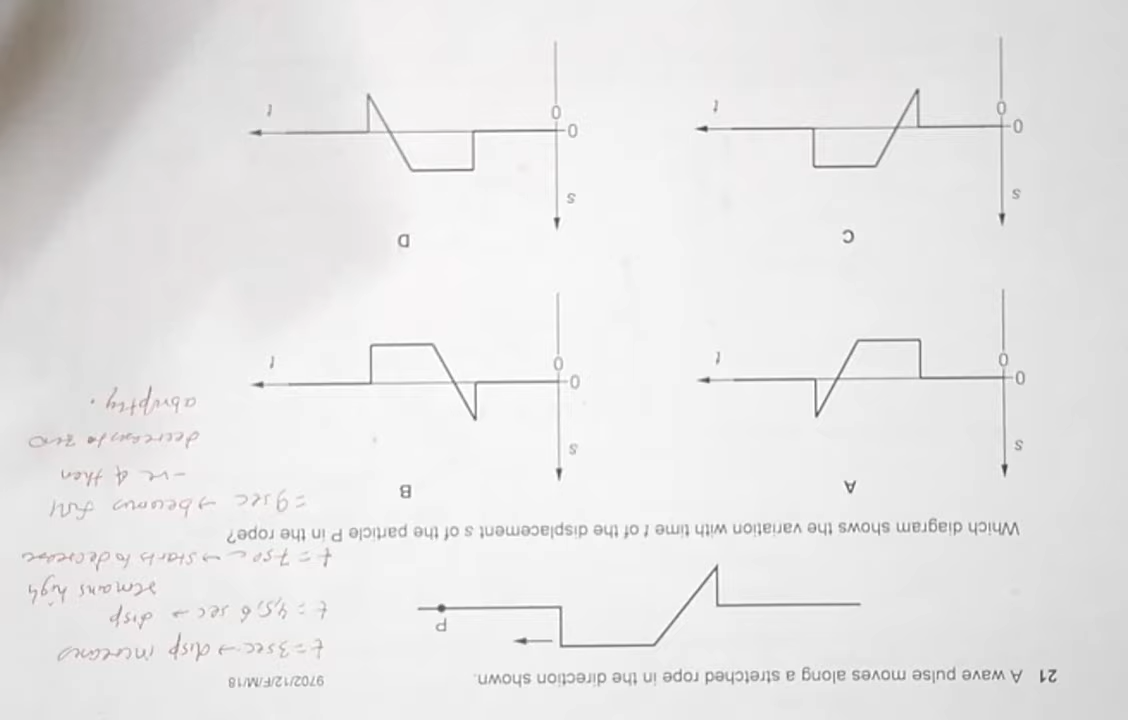 21 A wave pulse moves along a stretched rope in the direction shown.
9702/12/F/M/18
P
t = 3sec → disp increases
t = 4,5,6 sec → disp
remains high
t = 7sec → starts to decrease
= 9sec → becomes full
-ve & then
decreases to zero
abruptly.
Which diagram shows the variation with time t of the displacement s of the particle P in the rope?
A
B
s
s
0
0
0
0
t
t
C
D
s
s
0
0
0
0
t
t